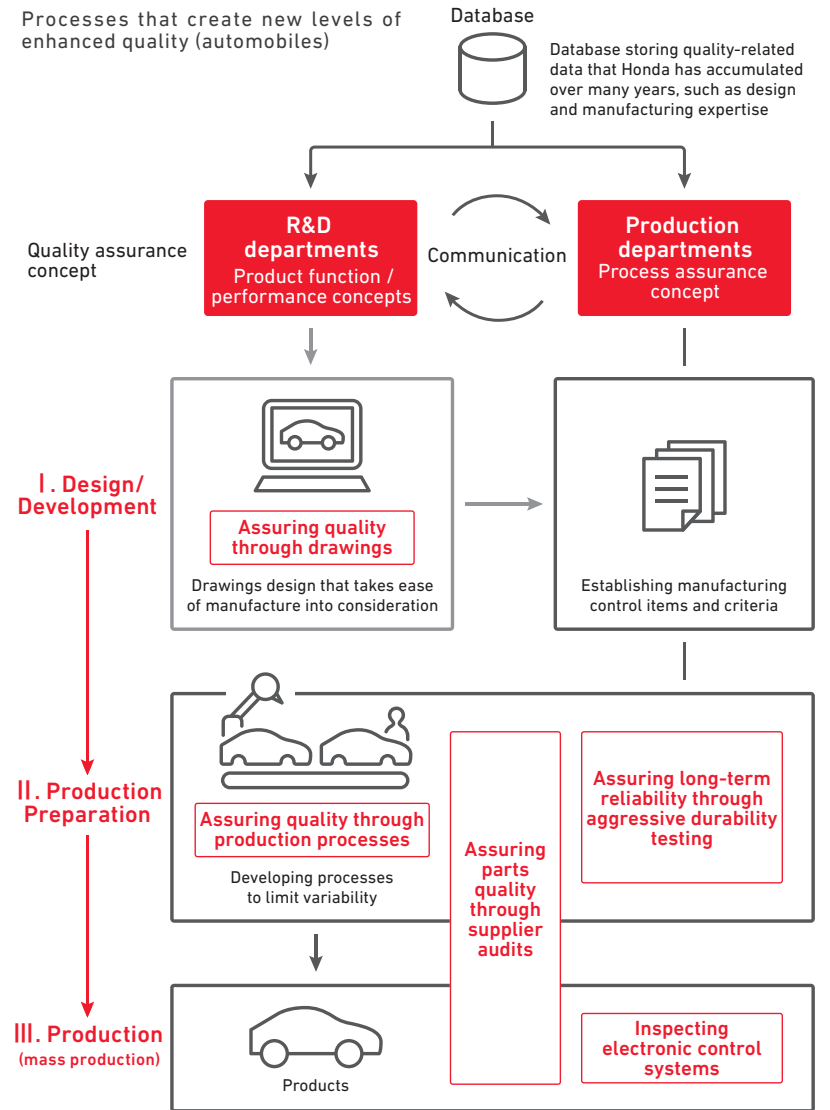 Processes that create new levels of
enhanced quality (automobiles)
Database
Database storing quality-related
data that Honda has accumulated
over many years, such as design
and manufacturing expertise
Quality assurance
concept
R&D
departments
Product function /
performance concepts
Communication
Production
departments
Process assurance
concept
Ⅰ. Design/
Development
Assuring quality
through drawings
Drawings design that takes ease
of manufacture into consideration
Establishing manufacturing
control items and criteria
Ⅱ. Production
Preparation
Assuring quality through
production processes
Developing processes
to limit variability
Assuring
parts
quality
through
supplier
audits
Assuring long-term
reliability through
aggressive durability
testing
Ⅲ. Production
(mass production)
Products
Inspecting
electronic control
systems